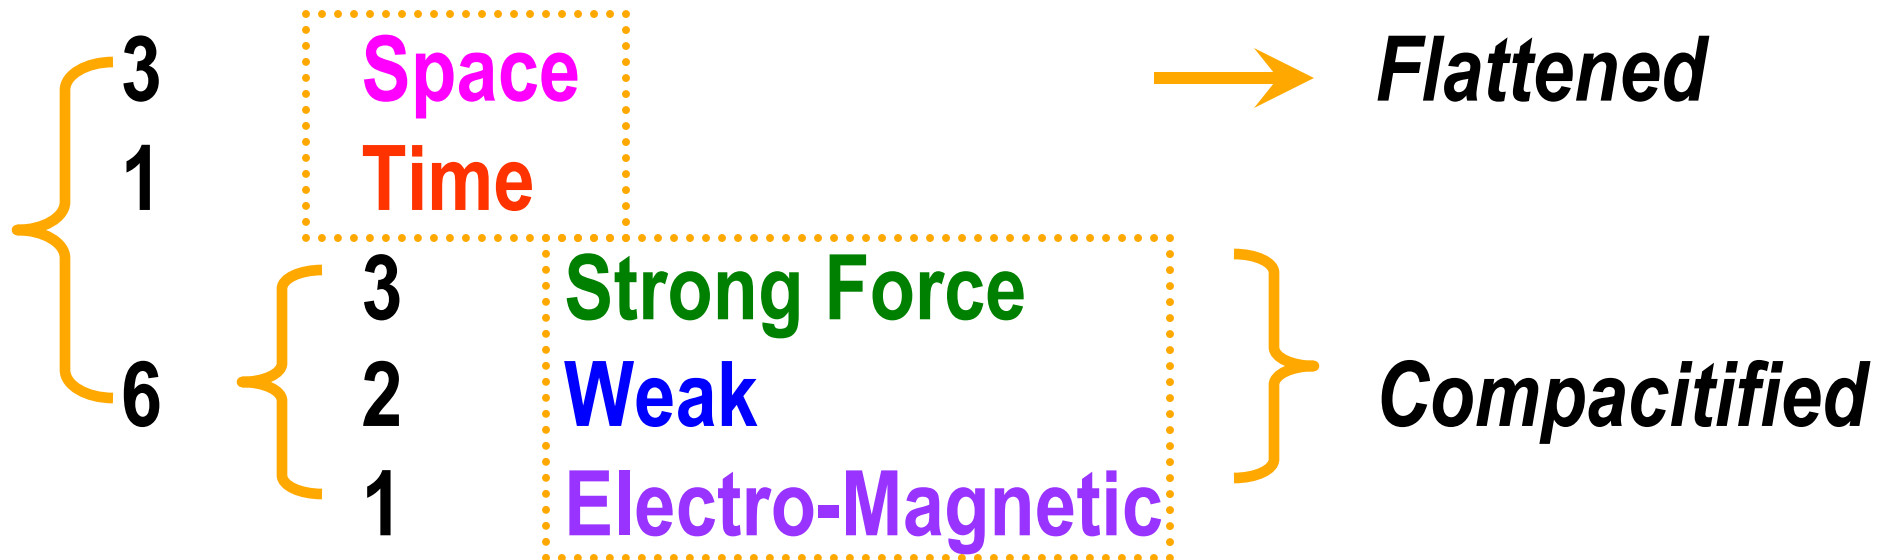 3 Space Flattened
1 Time
3 Strong Force
6 2 Weak Compacitified
1 Electro-Magnetic